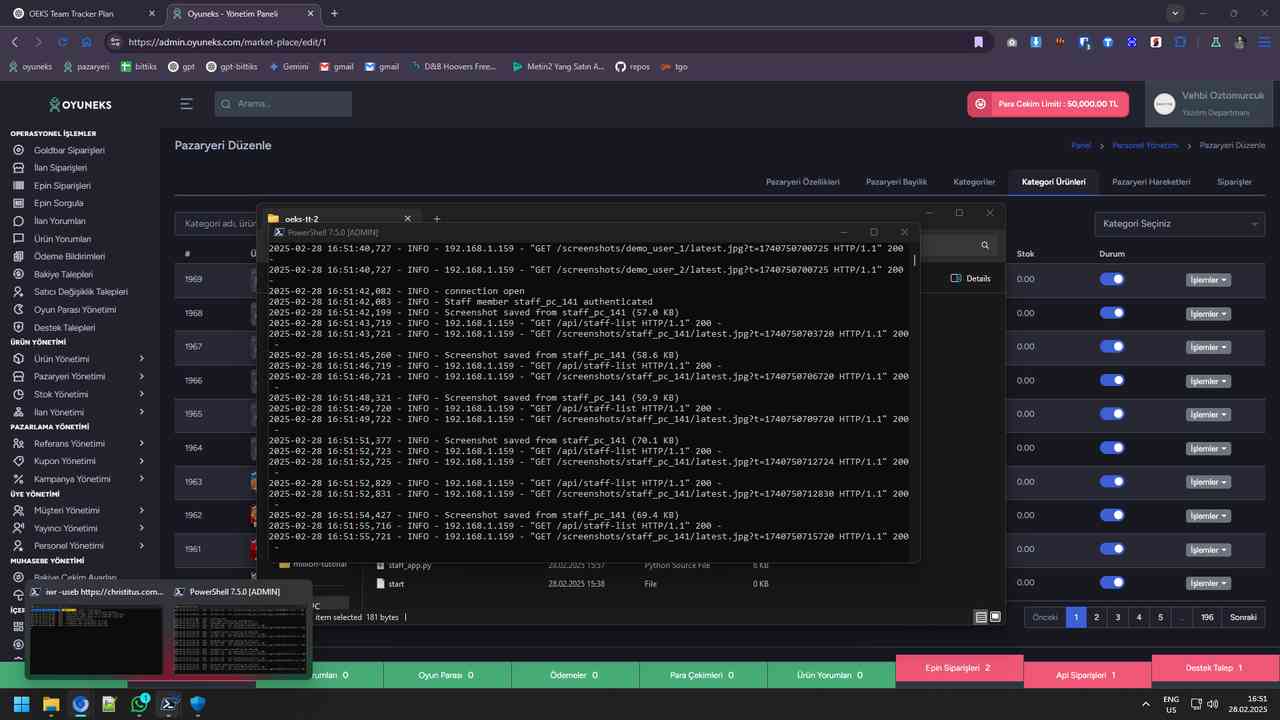 OEKS Team Tracker Plan
Oyuneks - Yönetim Paneli
https://admin.oyuneks.com/market-place/edit/1
oyuneks
pazaryeri
bittiks
gpt
gpt-bittiks
Gemini
gmail
gmail
D&B Hoovers Free...
Metin2 Yang Satın A...
repos
tgo
OYUNEKS
Arama...
Para Cekim Limiti : 50,000.00 TL
Vehbi Oztomurcuk
Yazılım Departmanı
OPERASYONEL İŞLEMLER
Goldbar Siparişleri
İlan Siparişleri
Epin Siparişleri
Epin Sorgula
İlan Yorumları
Ürün Yorumları
Ödeme Bildirimleri
Bakiye Talepleri
Satıcı Değişiklik Talepleri
Oyun Parası Yönetimi
Destek Talepleri
ÜRÜN YÖNETİMİ
Ürün Yönetimi
Pazaryeri Yönetimi
Stok Yönetimi
İlan Yönetimi
PAZARLAMA YÖNETİMİ
Referans Yönetimi
Kupon Yönetimi
Kampanya Yönetimi
ÜYE YÖNETİMİ
Müşteri Yönetimi
Yayıncı Yönetimi
Personel Yönetimi
MUHASEBE YÖNETİMİ
Bakiye Çekim Ayarları
Pazaryeri Düzenle
Panel > Personel Yönetimi > Pazaryeri Düzenle
Pazaryeri Özellikleri
Pazaryeri Bayilik
Kategoriler
Kategori Ürünleri
Pazaryeri Hareketleri
Siparişler
Kategori adı, ürün
Kategori Seçiniz
#
Stok
Durum
1969
0.00
İşlemler
1968
0.00
İşlemler
1967
0.00
İşlemler
1966
0.00
İşlemler
1965
0.00
İşlemler
1964
0.00
İşlemler
1963
0.00
İşlemler
1962
0.00
İşlemler
1961
0.00
İşlemler
0.00
İşlemler
Önceki 1 2 3 4 5 ... 196 Sonraki
oeks-tt-2
Details
PowerShell 7.5.0 [ADMIN]
2025-02-28 16:51:40,727 - INFO - 192.168.1.159 - "GET /screenshots/demo_user_1/latest.jpg?t=1740750700725 HTTP/1.1" 200
-
2025-02-28 16:51:40,727 - INFO - 192.168.1.159 - "GET /screenshots/demo_user_2/latest.jpg?t=1740750700725 HTTP/1.1" 200
-
2025-02-28 16:51:42,082 - INFO - connection open
2025-02-28 16:51:42,083 - INFO - Staff member staff_pc_141 authenticated
2025-02-28 16:51:42,199 - INFO - Screenshot saved from staff_pc_141 (57.0 KB)
2025-02-28 16:51:43,719 - INFO - 192.168.1.159 - "GET /api/staff-list HTTP/1.1" 200 -
2025-02-28 16:51:43,721 - INFO - 192.168.1.159 - "GET /screenshots/staff_pc_141/latest.jpg?t=1740750703720 HTTP/1.1" 200
-
2025-02-28 16:51:45,260 - INFO - Screenshot saved from staff_pc_141 (58.6 KB)
2025-02-28 16:51:46,719 - INFO - 192.168.1.159 - "GET /api/staff-list HTTP/1.1" 200 -
2025-02-28 16:51:46,721 - INFO - 192.168.1.159 - "GET /screenshots/staff_pc_141/latest.jpg?t=1740750706720 HTTP/1.1" 200
-
2025-02-28 16:51:48,321 - INFO - Screenshot saved from staff_pc_141 (59.9 KB)
2025-02-28 16:51:49,720 - INFO - 192.168.1.159 - "GET /api/staff-list HTTP/1.1" 200 -
2025-02-28 16:51:49,722 - INFO - 192.168.1.159 - "GET /screenshots/staff_pc_141/latest.jpg?t=1740750709720 HTTP/1.1" 200
-
2025-02-28 16:51:51,377 - INFO - Screenshot saved from staff_pc_141 (70.1 KB)
2025-02-28 16:51:52,723 - INFO - 192.168.1.159 - "GET /api/staff-list HTTP/1.1" 200 -
2025-02-28 16:51:52,725 - INFO - 192.168.1.159 - "GET /screenshots/staff_pc_141/latest.jpg?t=1740750712724 HTTP/1.1" 200
-
2025-02-28 16:51:52,829 - INFO - 192.168.1.159 - "GET /api/staff-list HTTP/1.1" 200 -
2025-02-28 16:51:52,831 - INFO - 192.168.1.159 - "GET /screenshots/staff_pc_141/latest.jpg?t=1740750712830 HTTP/1.1" 200
-
2025-02-28 16:51:54,427 - INFO - Screenshot saved from staff_pc_141 (69.4 KB)
2025-02-28 16:51:55,716 - INFO - 192.168.1.159 - "GET /api/staff-list HTTP/1.1" 200 -
2025-02-28 16:51:55,721 - INFO - 192.168.1.159 - "GET /screenshots/staff_pc_141/latest.jpg?t=1740750715720 HTTP/1.1" 200
-
million-tutorial
staff_app.py
28.02.2025 15:37
Python Source File
6 KB
start
28.02.2025 15:38
File
0 KB
PC
item selected 181 bytes
iwr -useb https://christitus.com...
PowerShell 7.5.0 [ADMIN]
Yorumları 0
Oyun Parası 0
Ödemeler 0
Para Çekimleri 0
Ürün Yorumları 0
Epin Siparişleri 2
Api Siparişleri 1
Destek Talep 1
1
ENG
US
16:51
28.02.2025